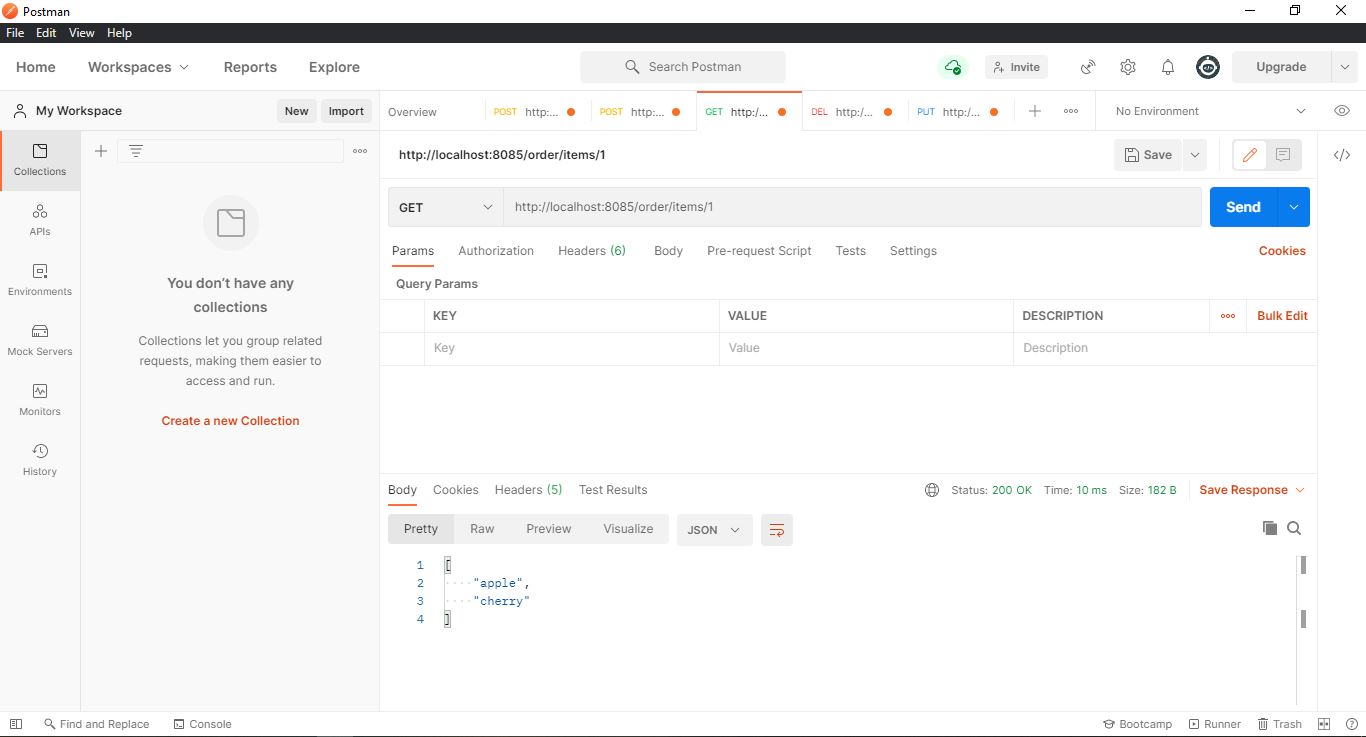 Postman
File Edit View Help
Home Workspaces Reports Explore Search Postman Invite Upgrade
My Workspace New Import
Overview POST http:... POST http:... GET http:/... DEL http:/... PUT http:/... No Environment
Collections
APIs
Environments
Mock Servers
Monitors
History
You don't have any
collections
Collections let you group related
requests, making them easier to
access and run.
Create a new Collection
http://localhost:8085/order/items/1 Save
GET http://localhost:8085/order/items/1 Send
Params Authorization Headers (6) Body Pre-request Script Tests Settings Cookies
Query Params
KEY VALUE DESCRIPTION Bulk Edit
Key Value Description
Body Cookies Headers (5) Test Results Status: 200 OK Time: 10 ms Size: 182 B Save Response
Pretty Raw Preview Visualize JSON
1 [
2 "apple",
3 "cherry"
4 ]
Find and Replace Console Bootcamp Runner Trash